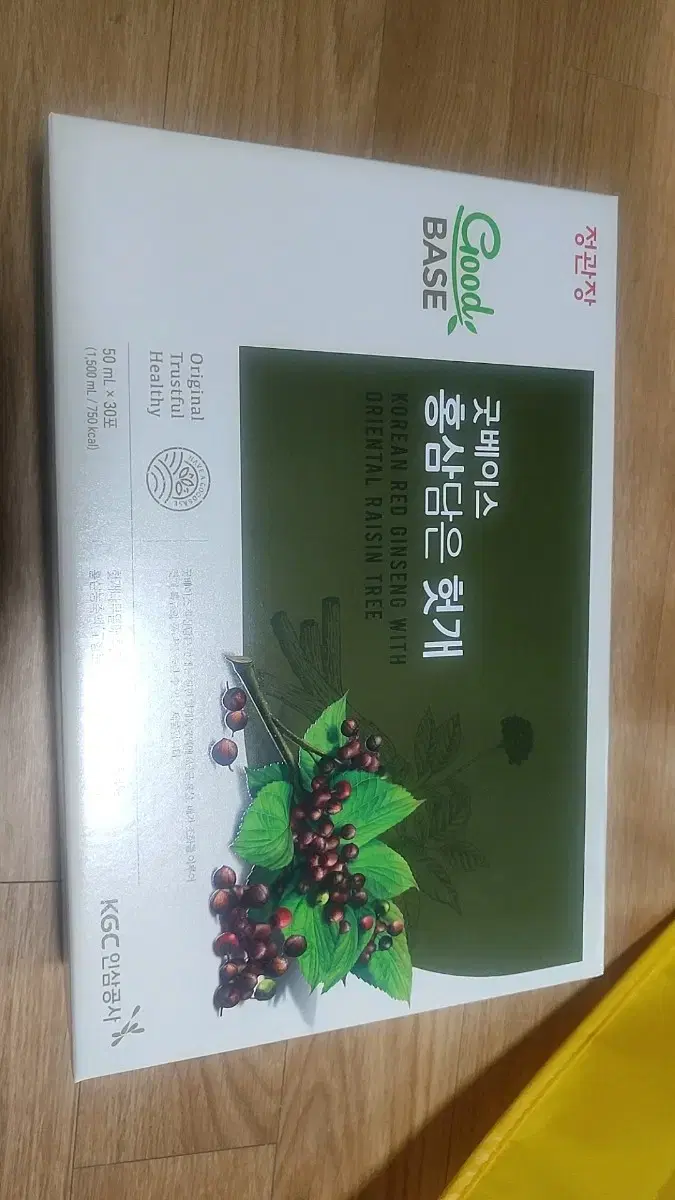 정관장
Good
BASE
굿베이스
홍삼담은 헛개
KOREAN RED GINSENG WITH
ORIENTAL RAISIN TREE
Original
Trustful
Healthy
HAVE A GOODBASE
50 mL × 30포
(1,500 mL / 750 kcal)
KGC 인삼공사